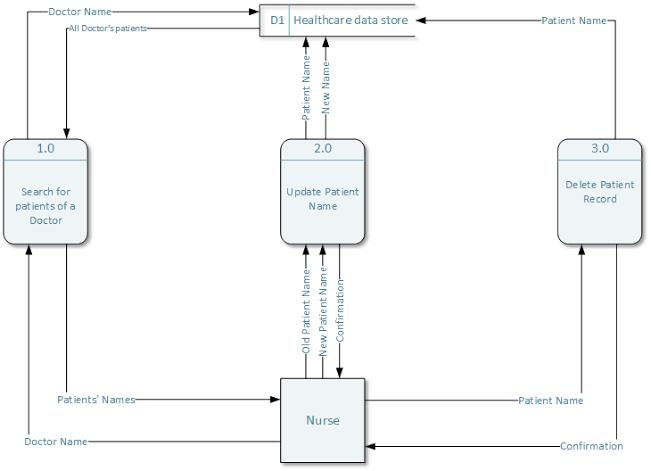 Doctor Name
D1 Healthcare data store
Patient Name
All Doctor's patients
Patient Name
New Name
1.0
Search for
patients of a
Doctor
2.0
Update Patient
Name
3.0
Delete Patient
Record
Old Patient Name
New Patient Name
Confirmation
Patients' Names
Nurse
Patient Name
Doctor Name
Confirmation